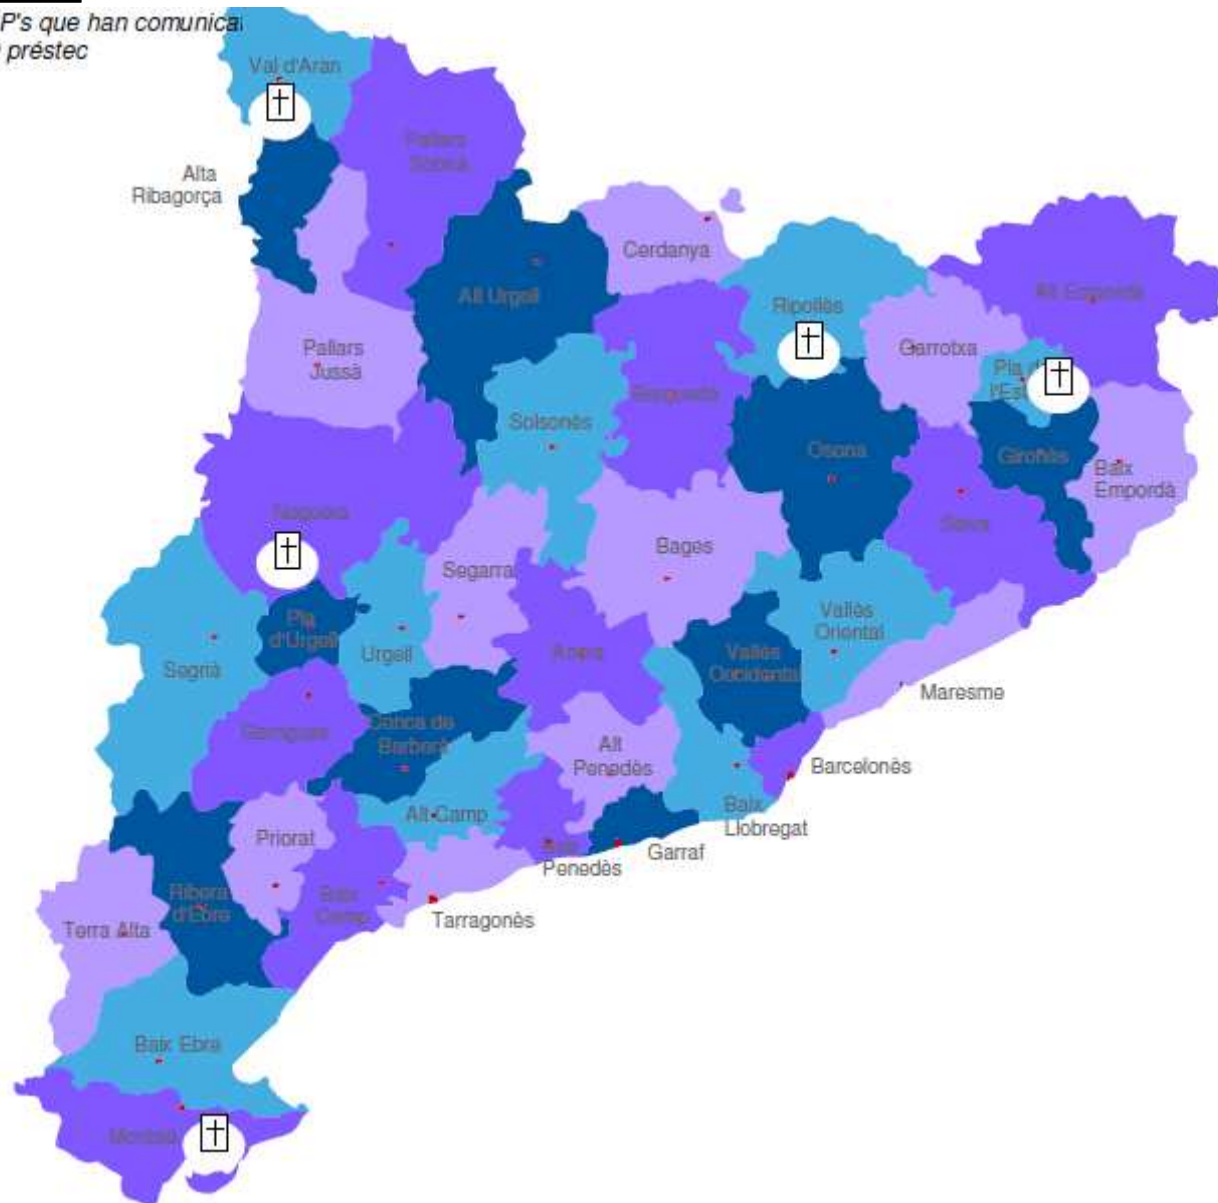 P's que han comunica
préstec
Val d'Aran
Pallars
Sobirà
Alta
Ribagorça
Cerdanya
Alt Urgell
Ripollès
Alt Empordà
Garrotxa
Pallars
Jussà
Pla d
l'Es
Berguedà
Solsonès
Osona
Gironès
Baix
Empordà
Noguera
Selva
Bages
Segarra
Vallès
Oriental
Pla
d'Urgell
Urgell
Anoia
Vallès
Occidental
Segrià
Maresme
Garrigues
Conca de
Barberà
Alt
Penedès
Barcelonès
Baix
Llobregat
Alt Camp
Priorat
Baix
Penedès
Garraf
Ribera
d'Ebre
Baix
Camp
Tarragonès
Terra Alta
Baix Ebre
Montsià